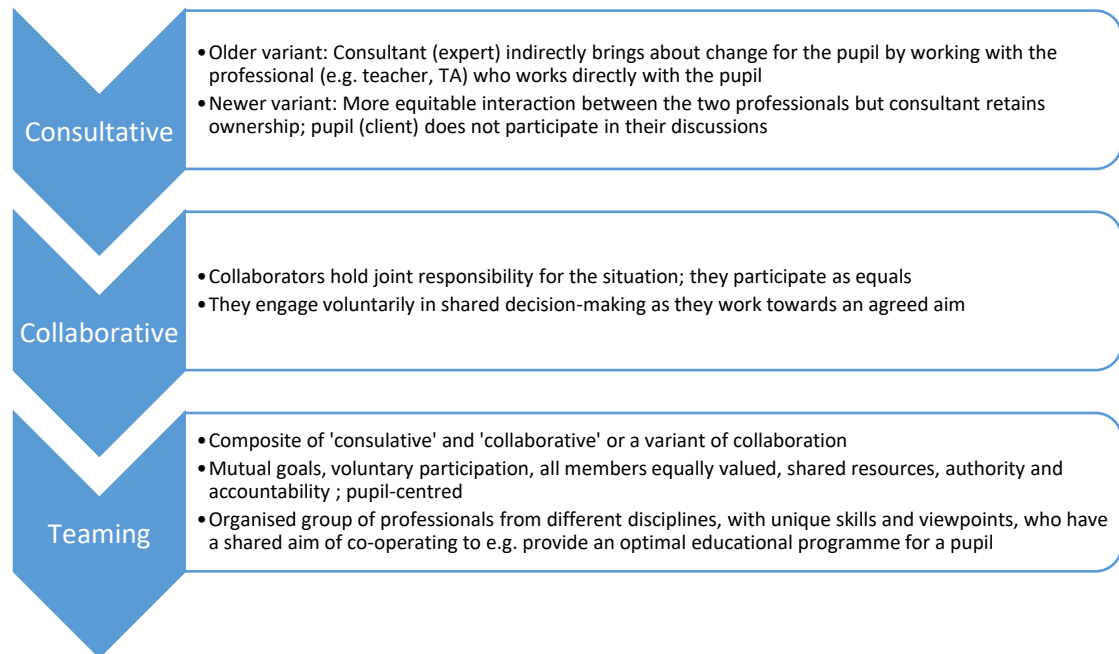 Consultative
•Older variant: Consultant (expert) indirectly brings about change for the pupil by working with the
professional (e.g. teacher, TA) who works directly with the pupil
•Newer variant: More equitable interaction between the two professionals but consultant retains
ownership; pupil (client) does not participate in their discussions
Collaborative
•Collaborators hold joint responsibility for the situation; they participate as equals
•They engage voluntarily in shared decision-making as they work towards an agreed aim
Teaming
•Composite of 'consulative' and 'collaborative' or a variant of collaboration
•Mutual goals, voluntary participation, all members equally valued, shared resources, authority and
accountability ; pupil-centred
•Organised group of professionals from different disciplines, with unique skills and viewpoints, who have
a shared aim of co-operating to e.g. provide an optimal educational programme for a pupil